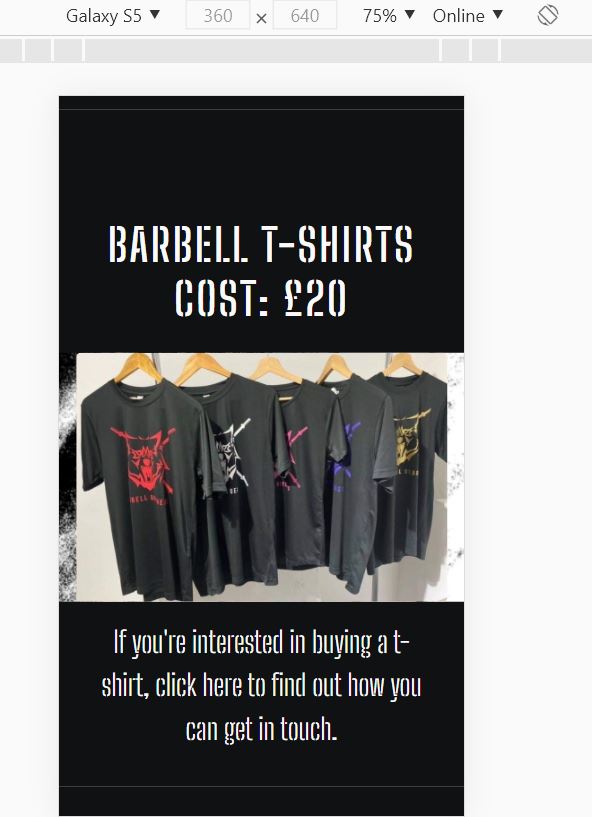 Galaxy S5 ▼ 360 × 640 75% ▼ Online ▼
BARBELL T-SHIRTS
COST: £20
If you're interested in buying a t-
shirt, click here to find out how you
can get in touch.